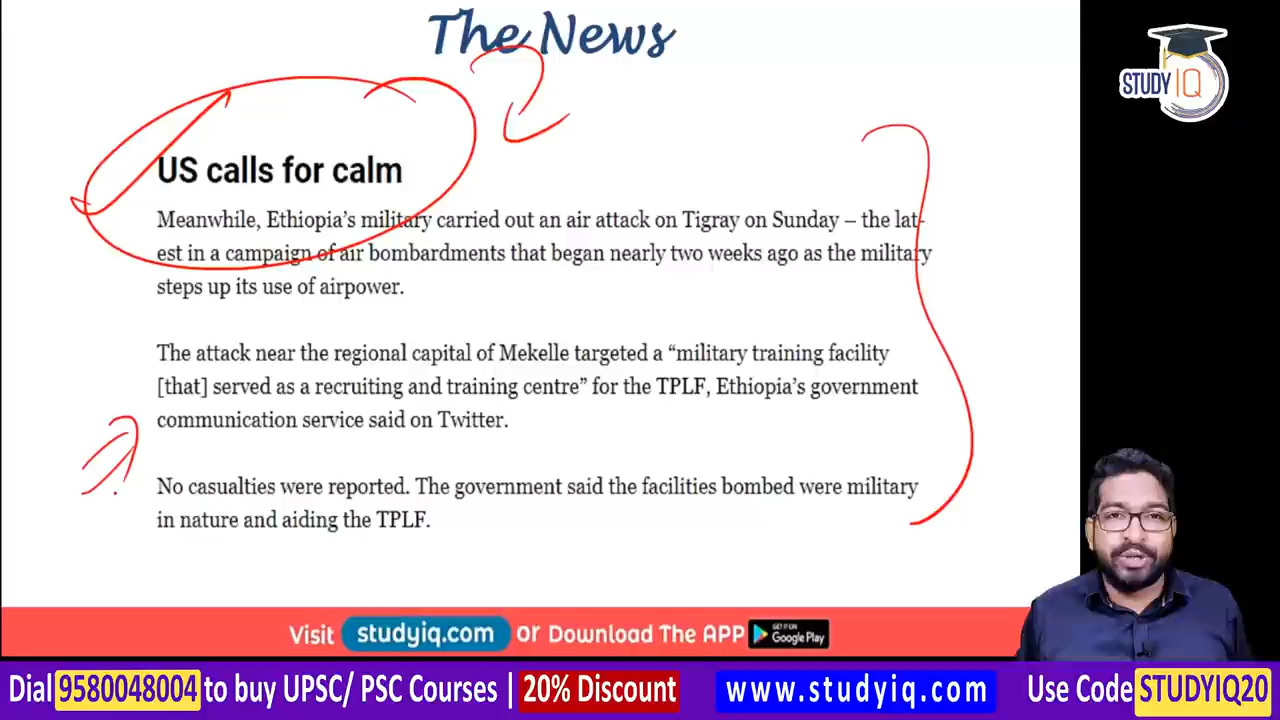 The News
STUDY IQ
US calls for calm
Meanwhile, Ethiopia’s military carried out an air attack on Tigray on Sunday – the lat-
est in a campaign of air bombardments that began nearly two weeks ago as the military
steps up its use of airpower.
The attack near the regional capital of Mekelle targeted a “military training facility
[that] served as a recruiting and training centre” for the TPLF, Ethiopia’s government
communication service said on Twitter.
No casualties were reported. The government said the facilities bombed were military
in nature and aiding the TPLF.
Visit studyiq.com or Download The APP GET IT ON Google Play
Dial 9580048004 to buy UPSC/ PSC Courses | 20% Discount www.studyiq.com Use Code STUDYIQ20